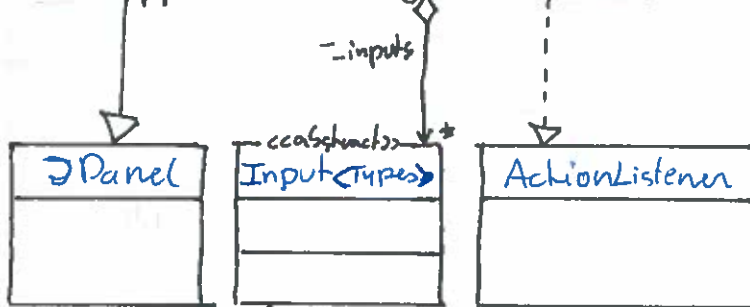 -_inputs
*
<<abstract>>
JPanel
Input<Types>
ActionListener